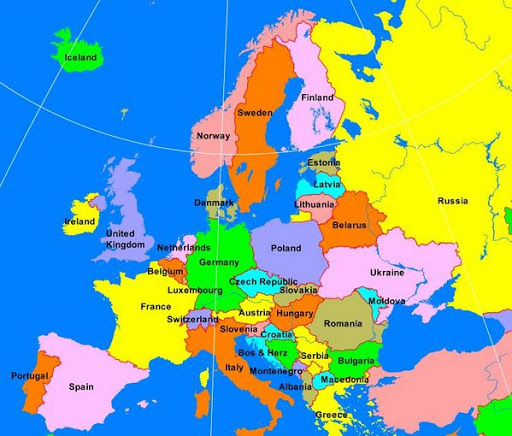 Iceland
Finland
Sweden
Norway
Estonia
Russia
Latvia
Denmark
Lithuania
Ireland
Belarus
United
Kingdom
Netherlands
Poland
Germany
Belgium
Ukraine
Czech Republic
Luxembourg
Slovakia
Moldova
France
Austria
Hungary
Switzerland
Romania
Slovenia
Croatia
Bos & Herz
Serbia
Bulgaria
Italy
Montenegro
Portugal
Spain
Macedonia
Albania
Greece